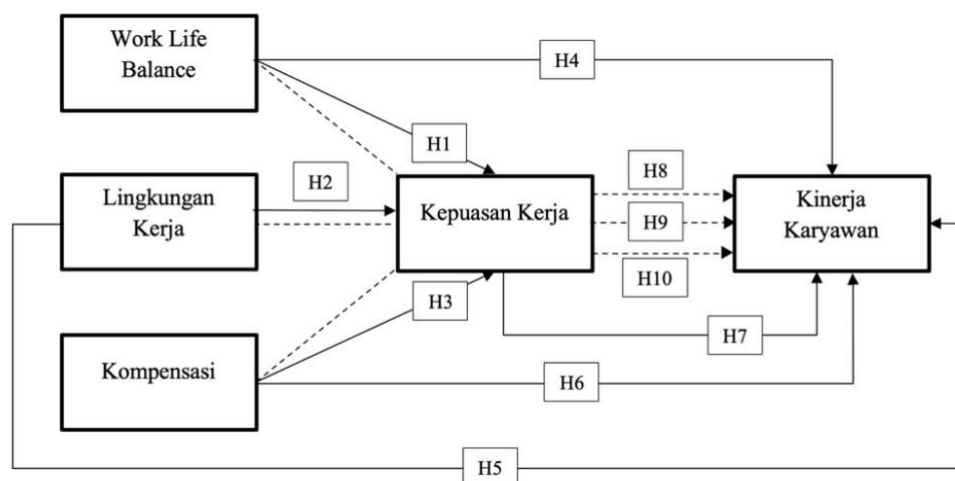 Work Life
Balance
H4
H1
H2
H8
Lingkungan
Kerja
Kepuasan Kerja
H9
Kinerja
Karyawan
H10
H3
H7
Kompensasi
H6
H5